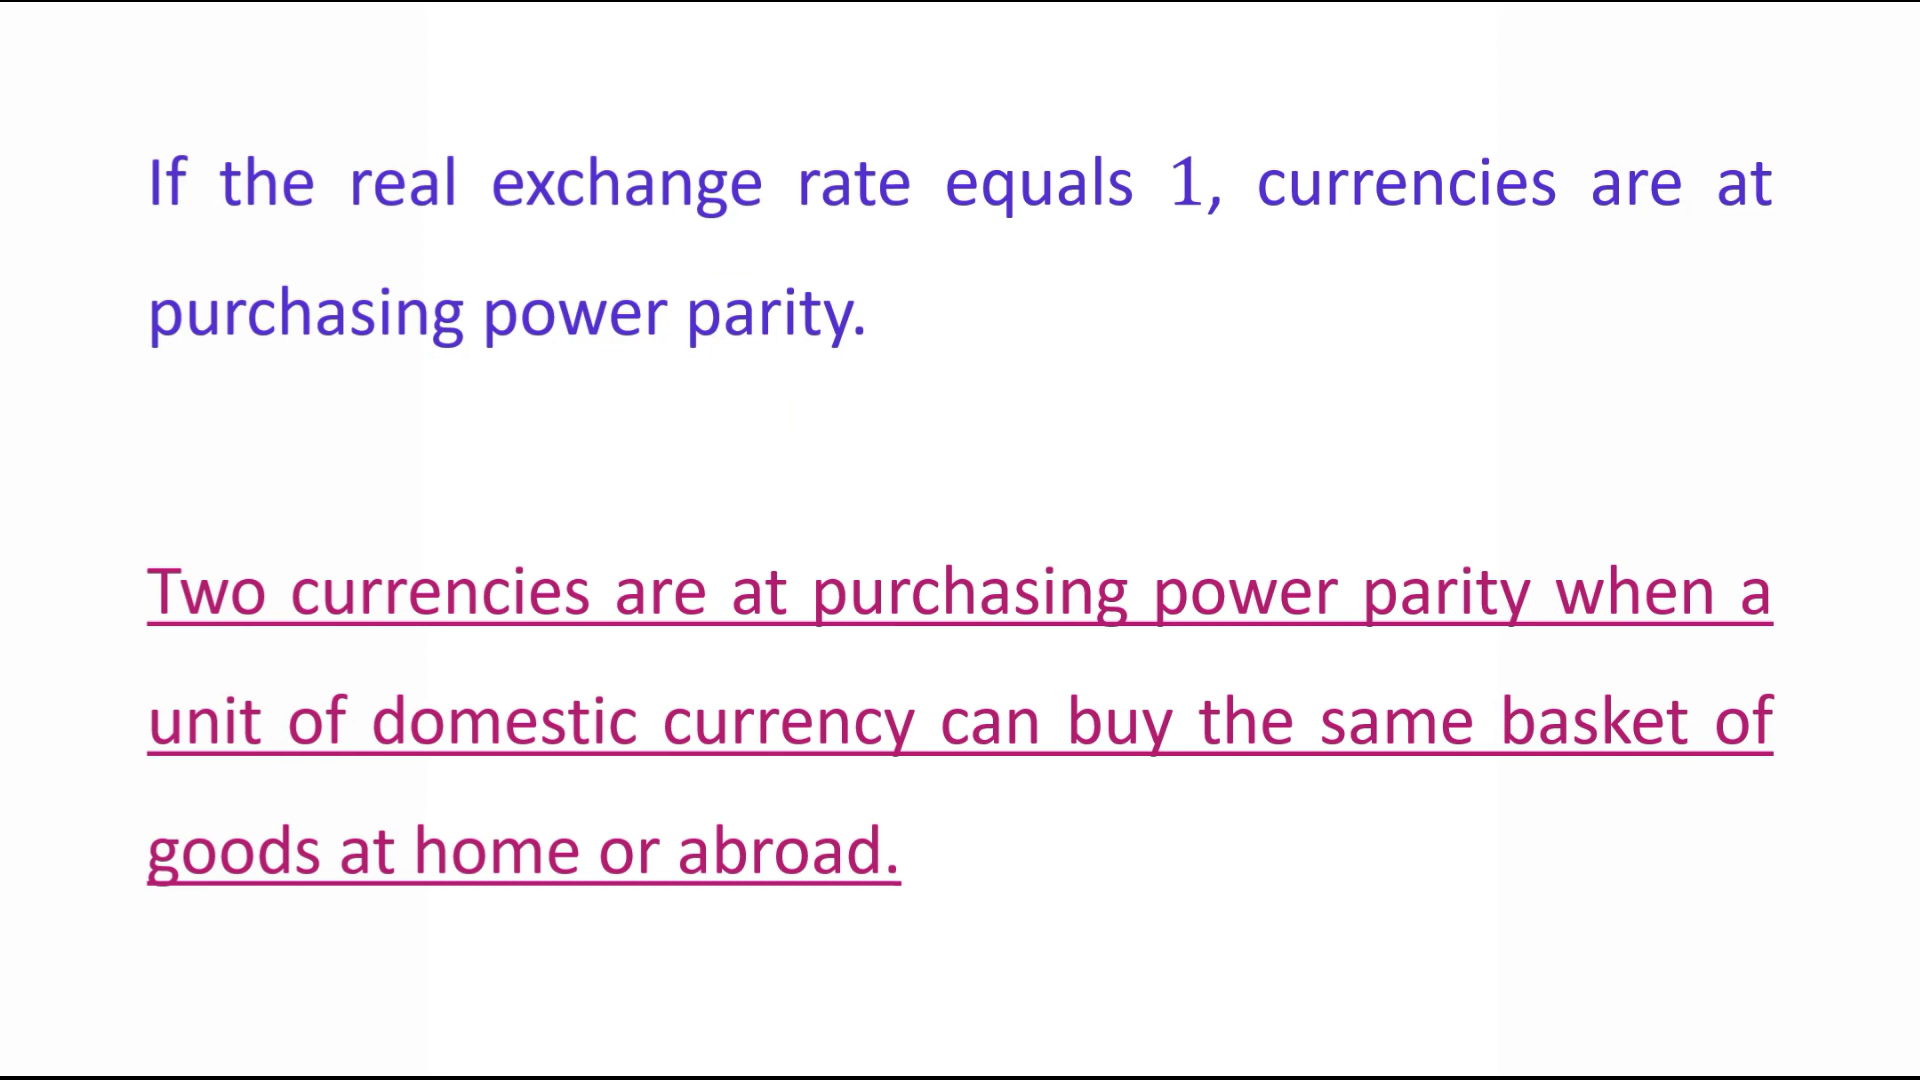 If the real exchange rate equals 1, currencies are at
purchasing power parity.
Two currencies are at purchasing power parity when a
unit of domestic currency can buy the same basket of
goods at home or abroad.